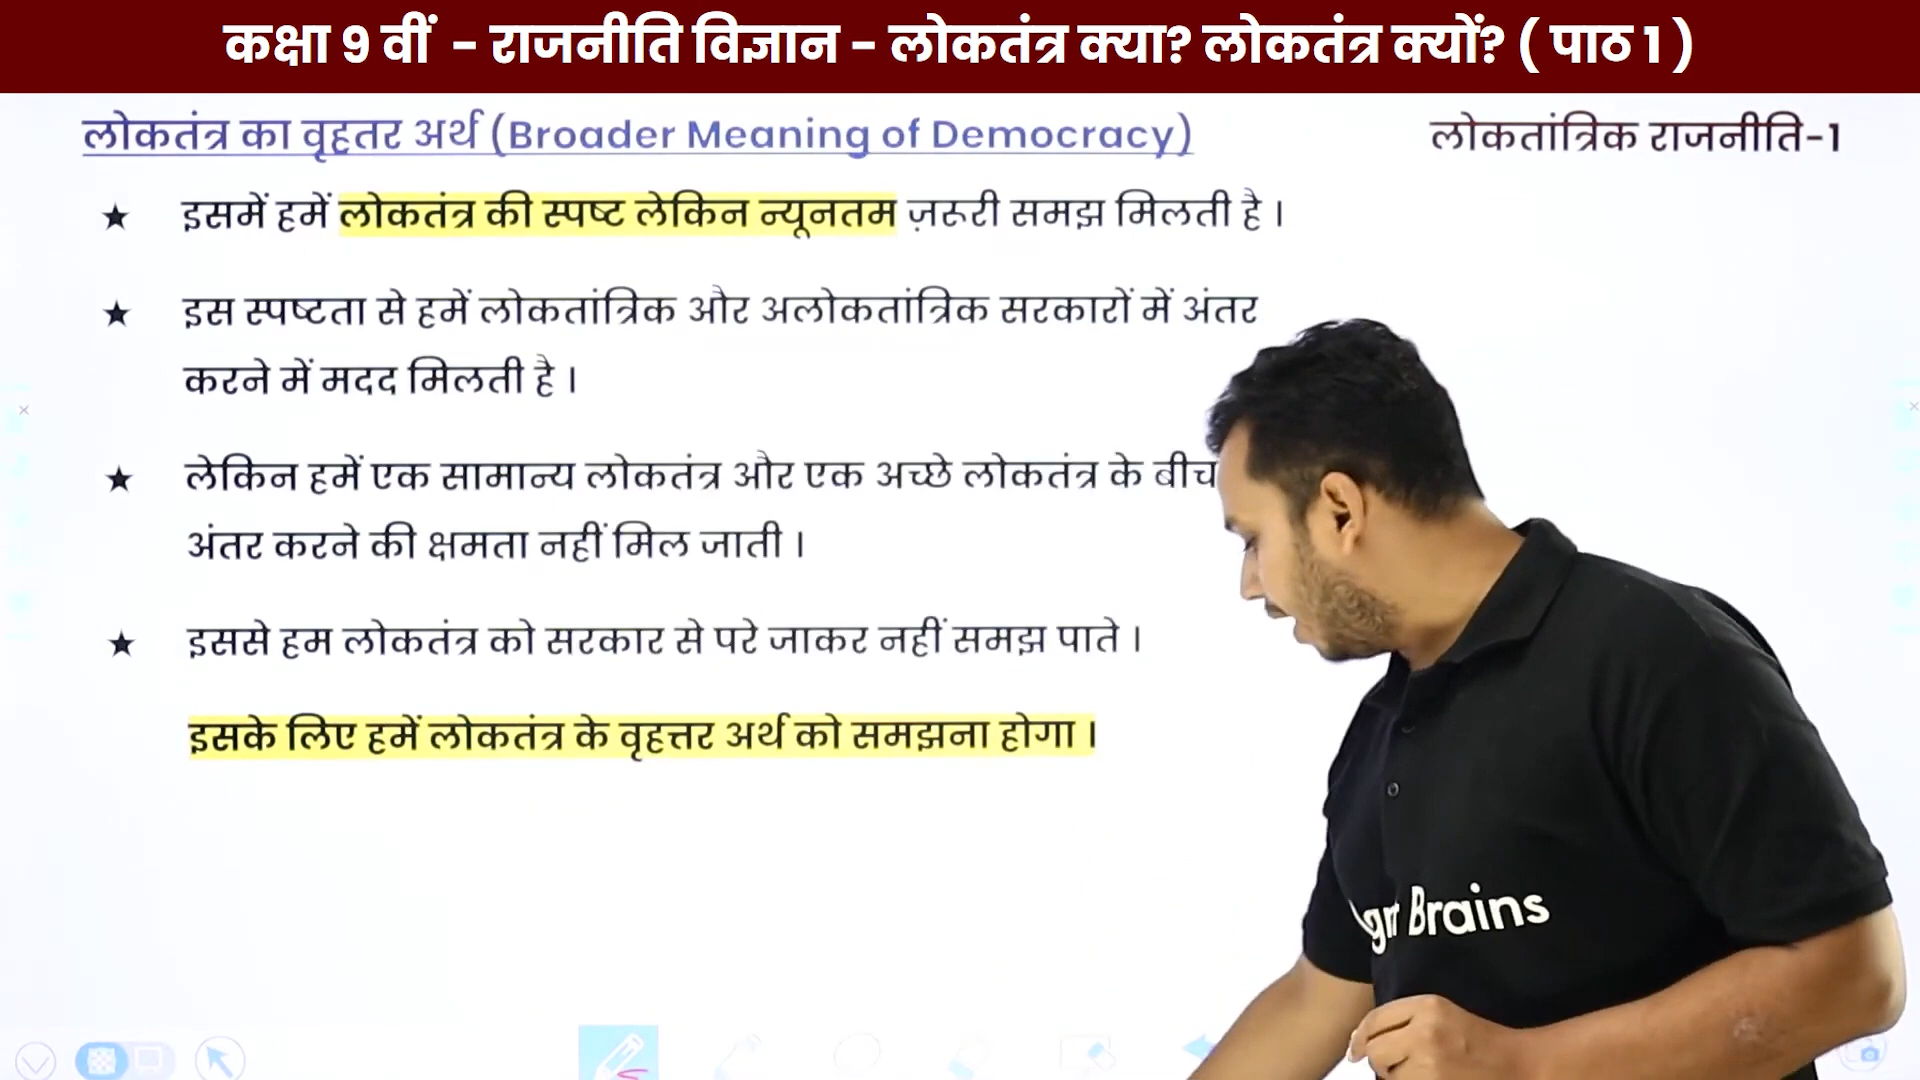 कक्षा 9 वीं - राजनीति विज्ञान - लोकतंत्र क्या? लोकतंत्र क्यों? ( पाठ 1 )
लोकतंत्र का वृहतर अर्थ (Broader Meaning of Democracy)
लोकतांत्रिक राजनीति-1
★ इसमें हमें लोकतंत्र की स्पष्ट लेकिन न्यूनतम ज़रूरी समझ मिलती है ।
★ इस स्पष्टता से हमें लोकतांत्रिक और अलोकतांत्रिक सरकारों में अंतर
करने में मदद मिलती है ।
★ लेकिन हमें एक सामान्य लोकतंत्र और एक अच्छे लोकतंत्र के बीच
अंतर करने की क्षमता नहीं मिल जाती ।
★ इससे हम लोकतंत्र को सरकार से परे जाकर नहीं समझ पाते ।
इसके लिए हमें लोकतंत्र के वृहत्तर अर्थ को समझना होगा ।
Brains